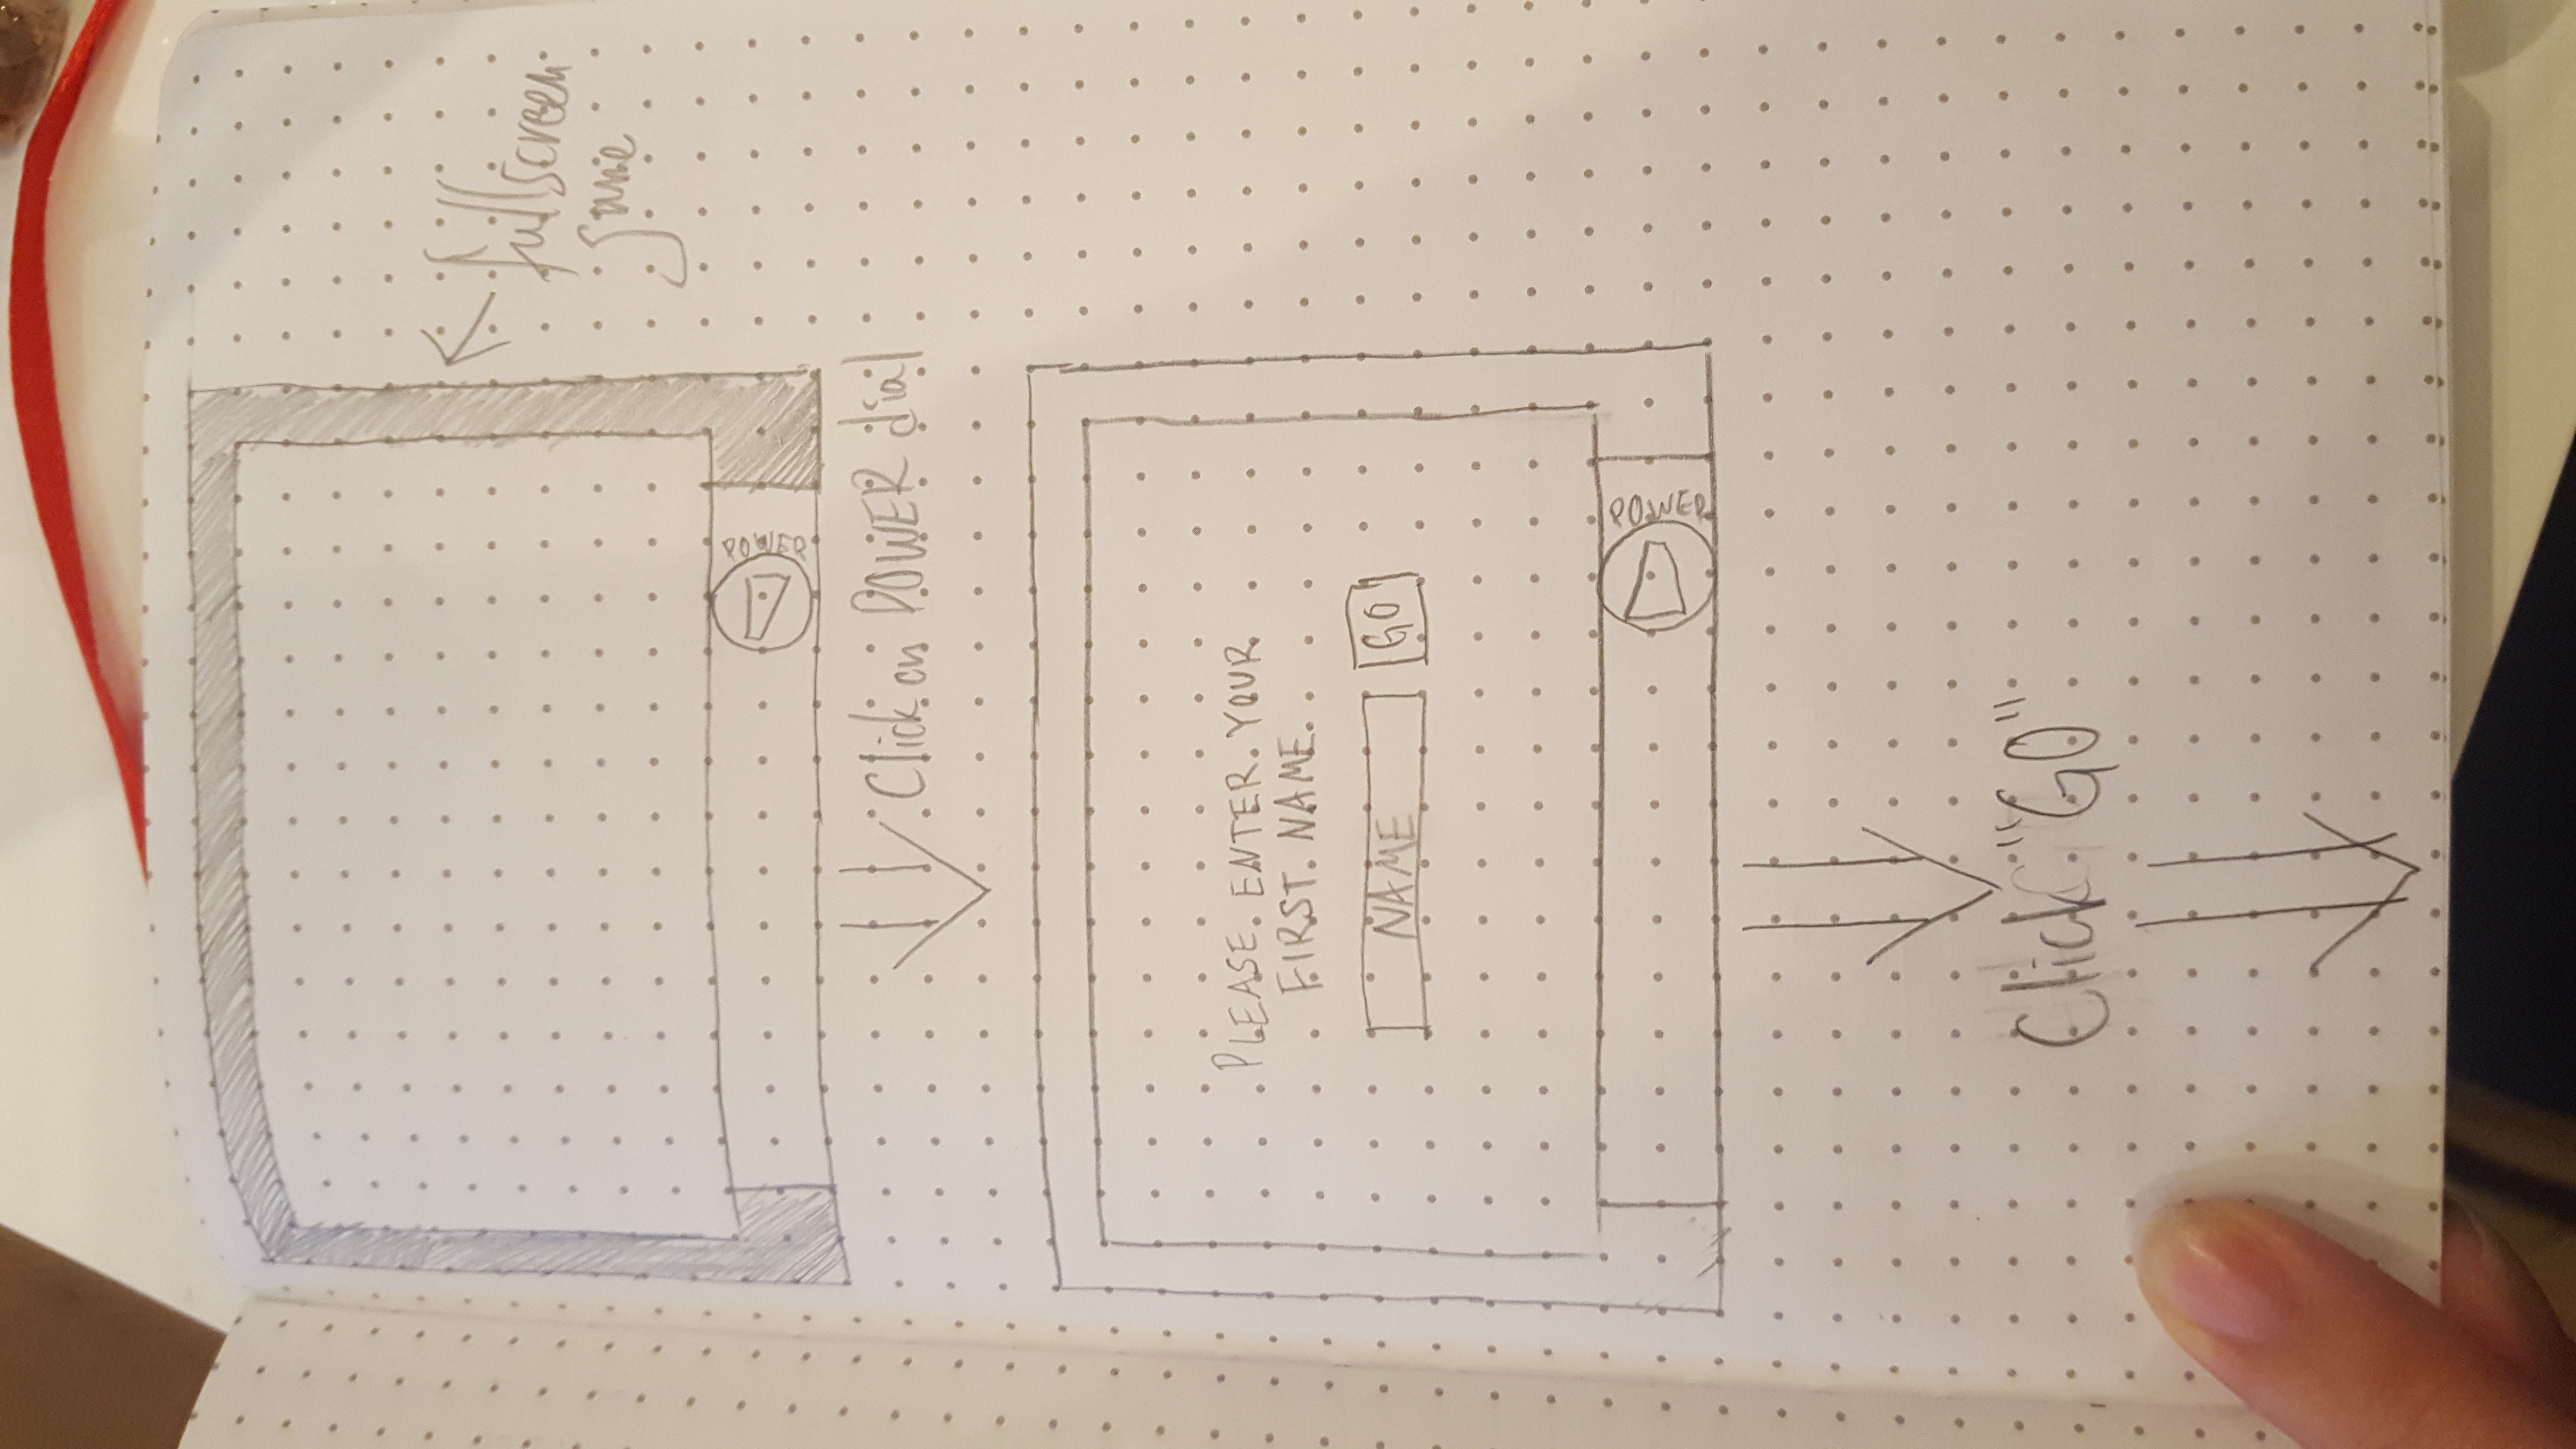 fullscreen
game
POWER
Click on POWER dial
PLEASE ENTER YOUR
FIRST NAME.
NAME
GO
POWER
Click "GO"